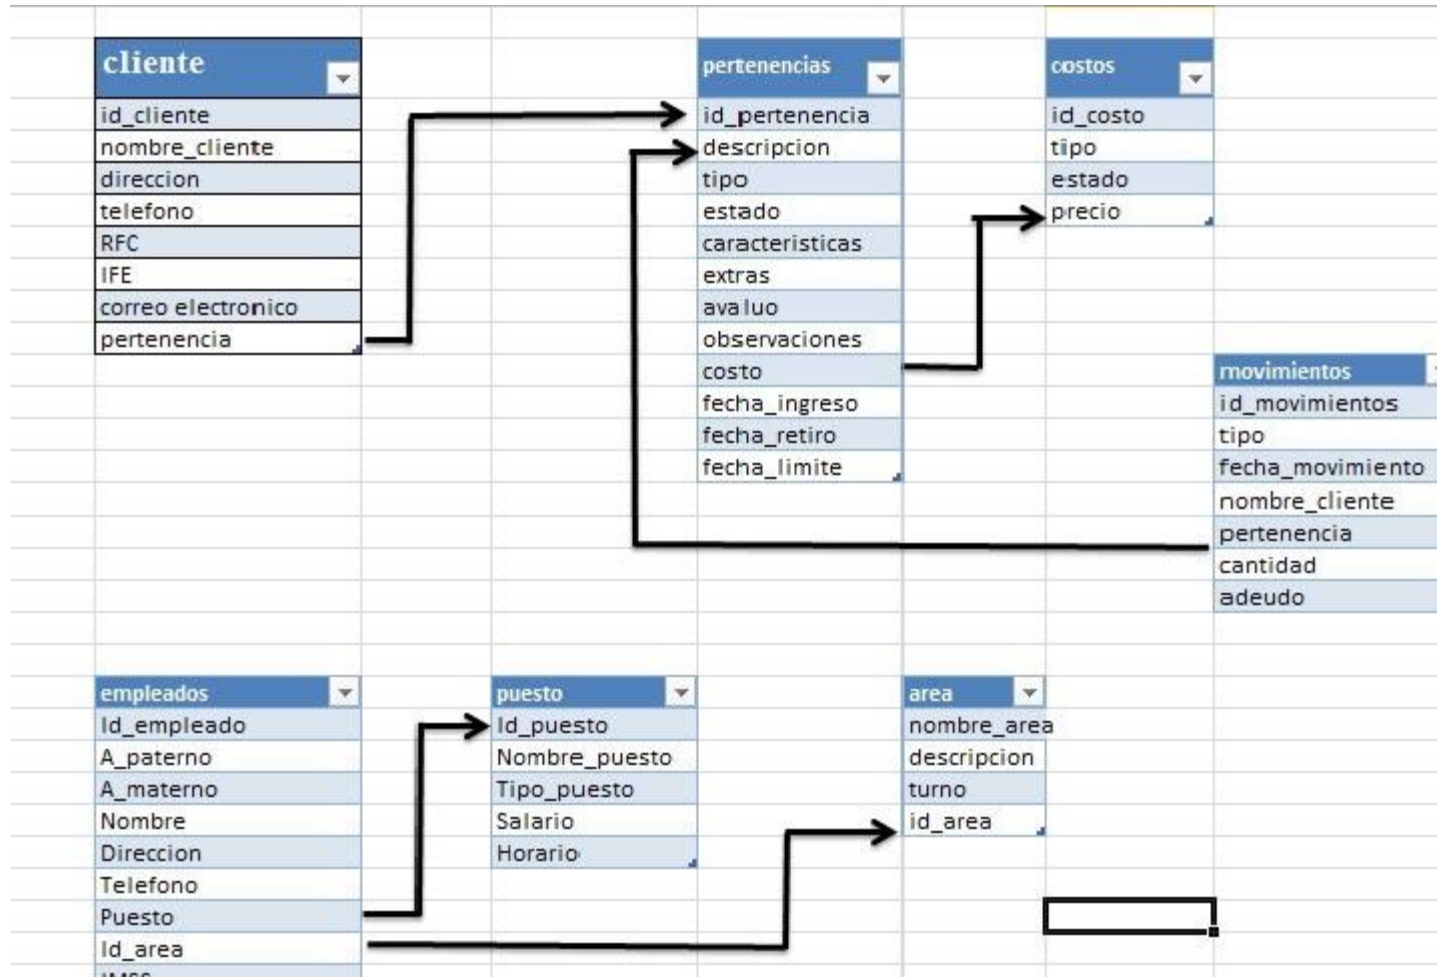 cliente
id_cliente
nombre_cliente
direccion
telefono
RFC
IFE
correo electronico
pertenencia
pertenencias
id_pertenencia
descripcion
tipo
estado
caracteristicas
extras
avaluo
observaciones
costo
fecha_ingreso
fecha_retiro
fecha_limite
costos
id_costo
tipo
estado
precio
movimientos
id_movimientos
tipo
fecha_movimiento
nombre_cliente
pertenencia
cantidad
adeudo
empleados
Id_empleado
A_paterno
A_materno
Nombre
Direccion
Telefono
Puesto
Id_area
puesto
Id_puesto
Nombre_puesto
Tipo_puesto
Salario
Horario
area
nombre_area
descripcion
turno
id_area